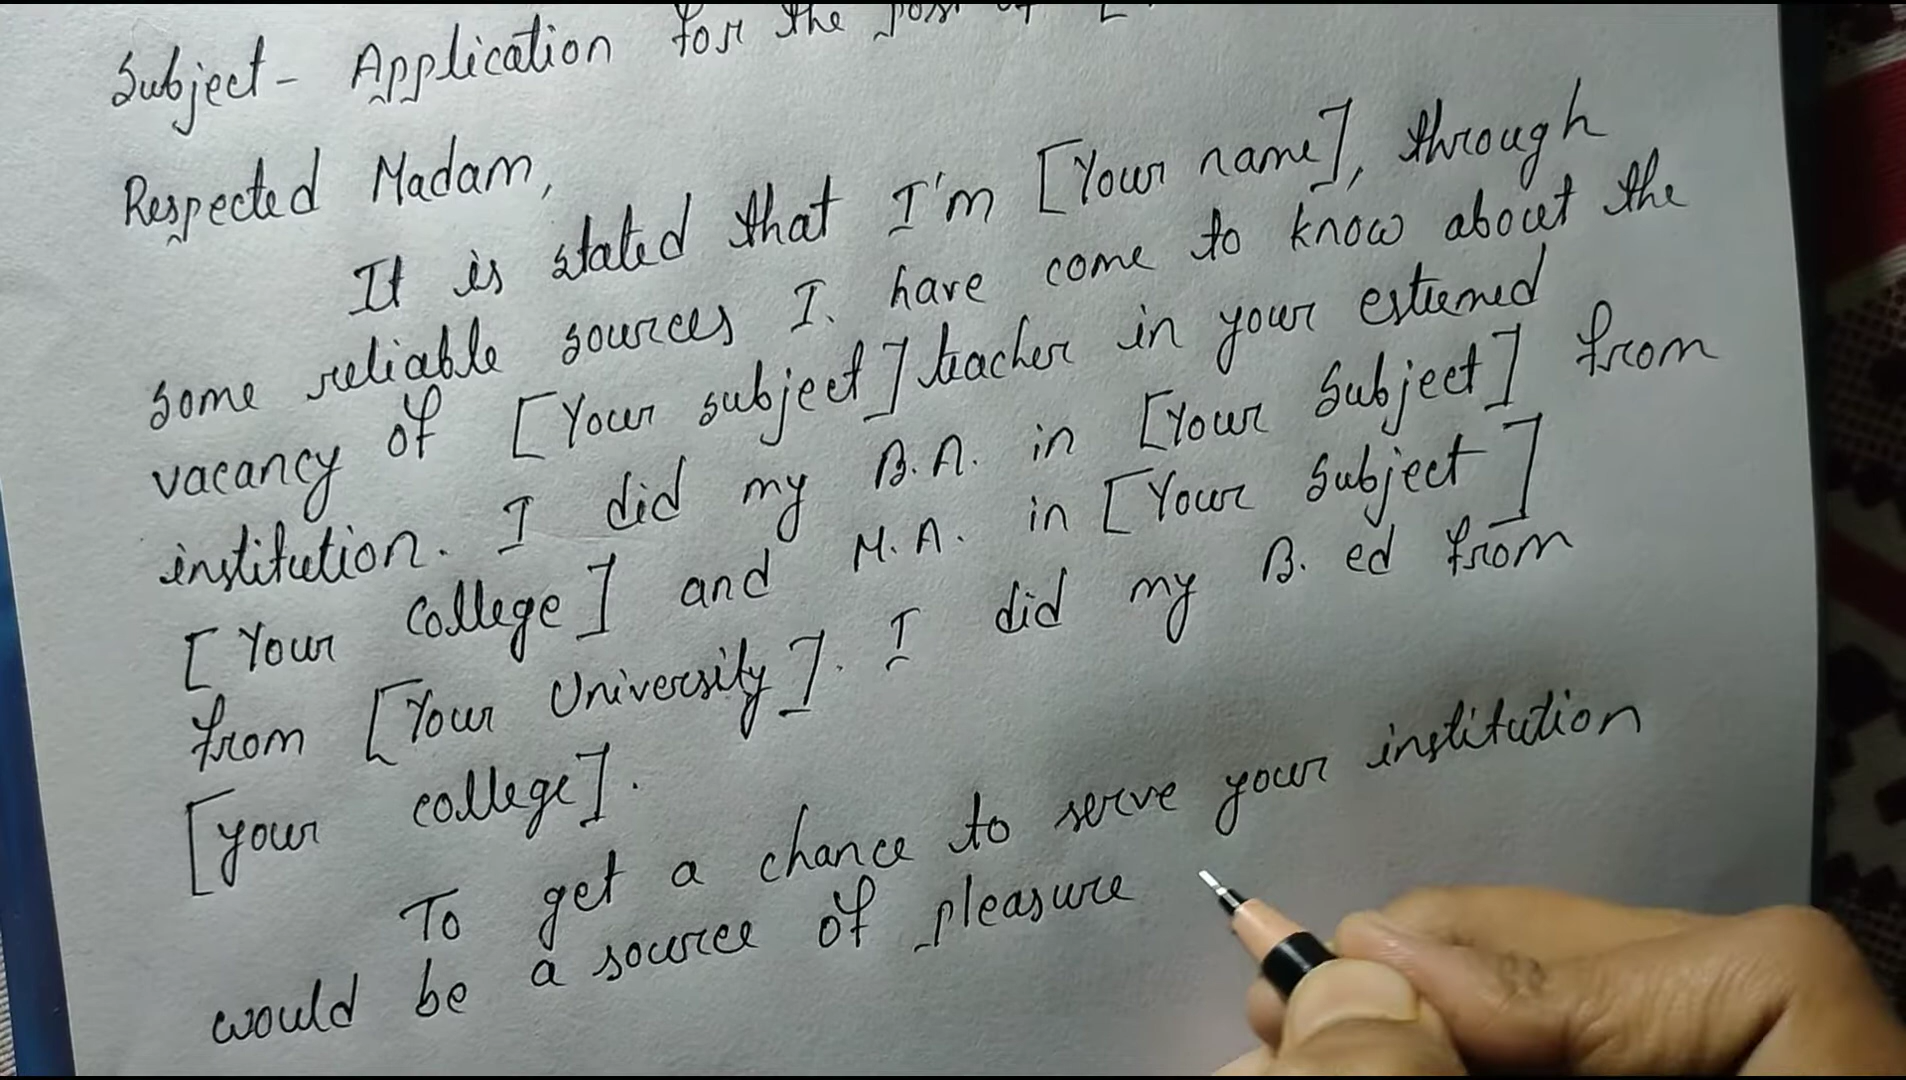 Subject - Application for the post of [
Respected Madam,
It is stated that I'm [Your name], through
some reliable sources I have come to know about the
vacancy of [Your subject] teacher in your esteemed
institution. I did my B.A. in [Your Subject] from
[Your College] and M.A. in [Your Subject]
from [Your University]. I did my B. ed from
[your college].
To get a chance to serve your institution
would be a source of pleasure